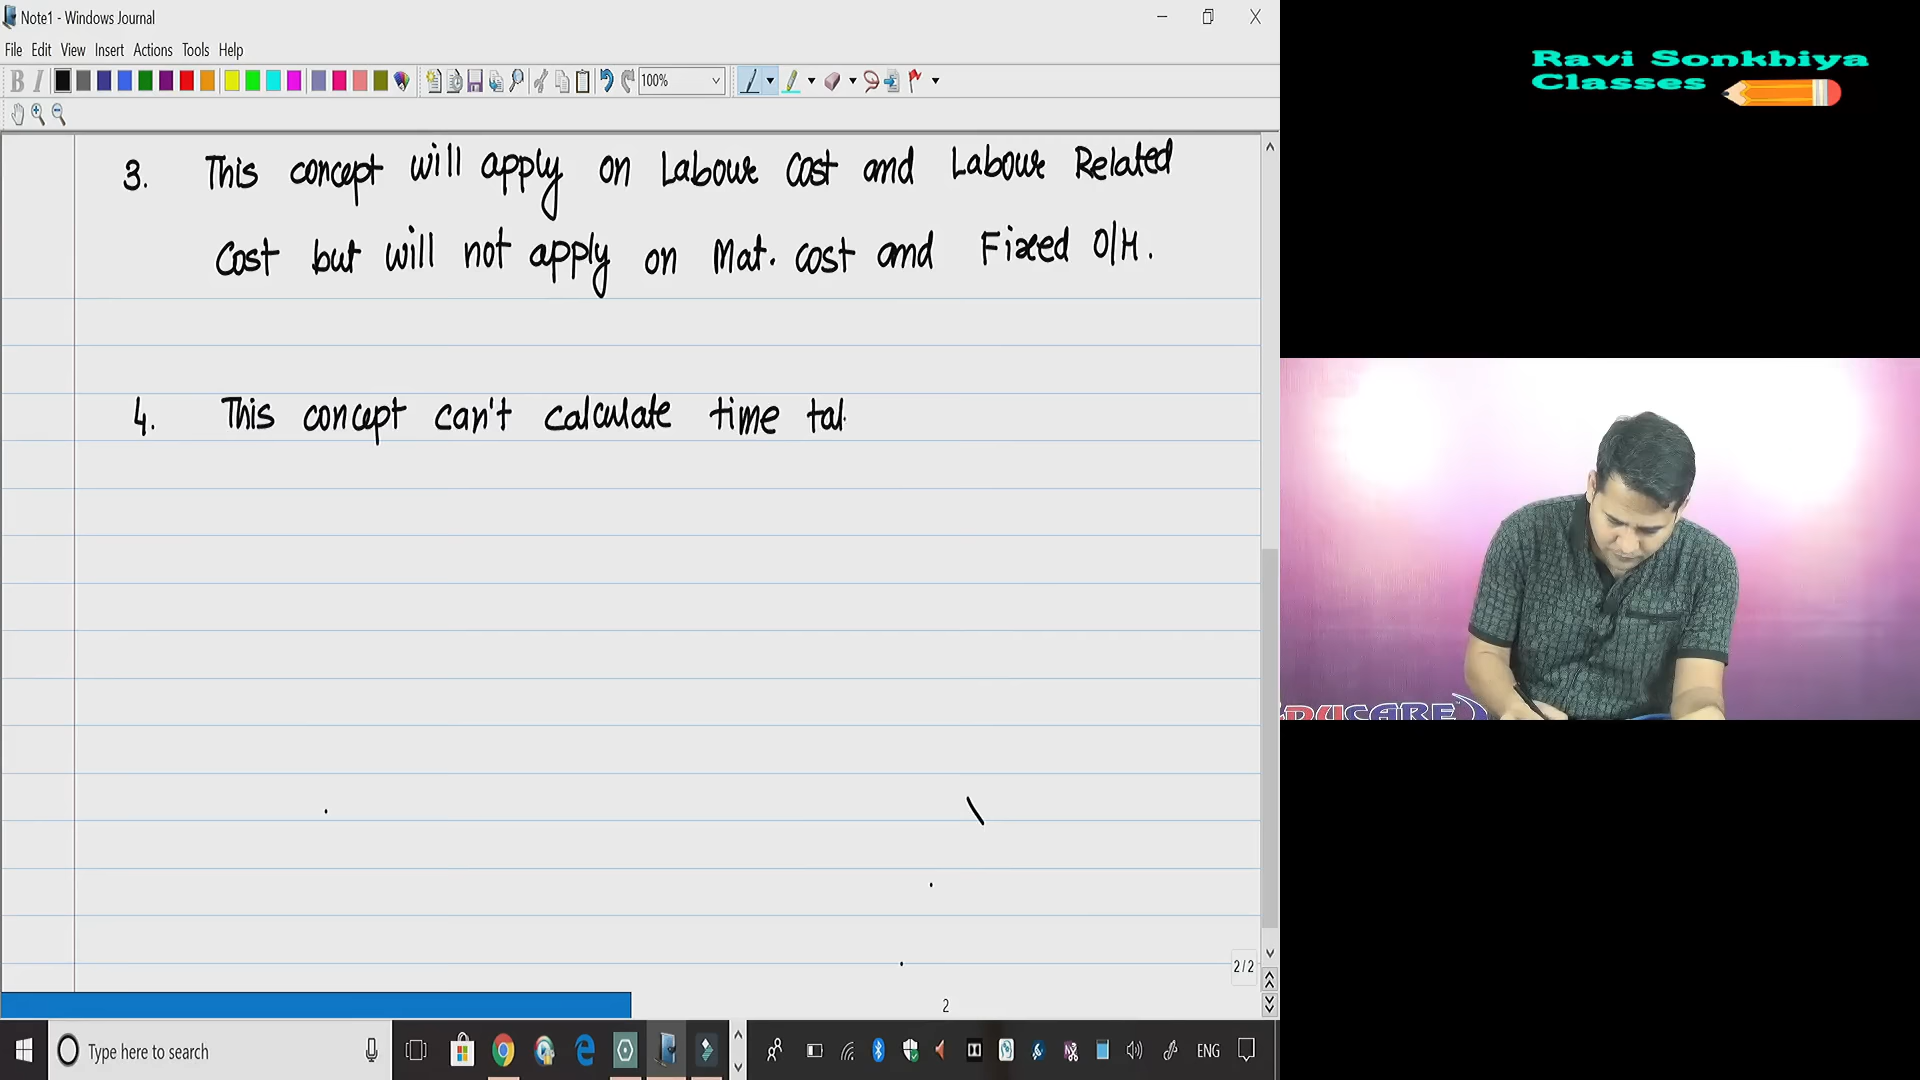 Note1 - Windows Journal
File Edit View Insert Actions Tools Help
B I 100%
3. This concept will apply on Labour Cost and Labour Related
Cost but will not apply on Mat. cost and Fixed O/H.
4. This concept can't calculate time tak
2/2
2
Type here to search
ENG
Ravi Sonkhiya
Classes